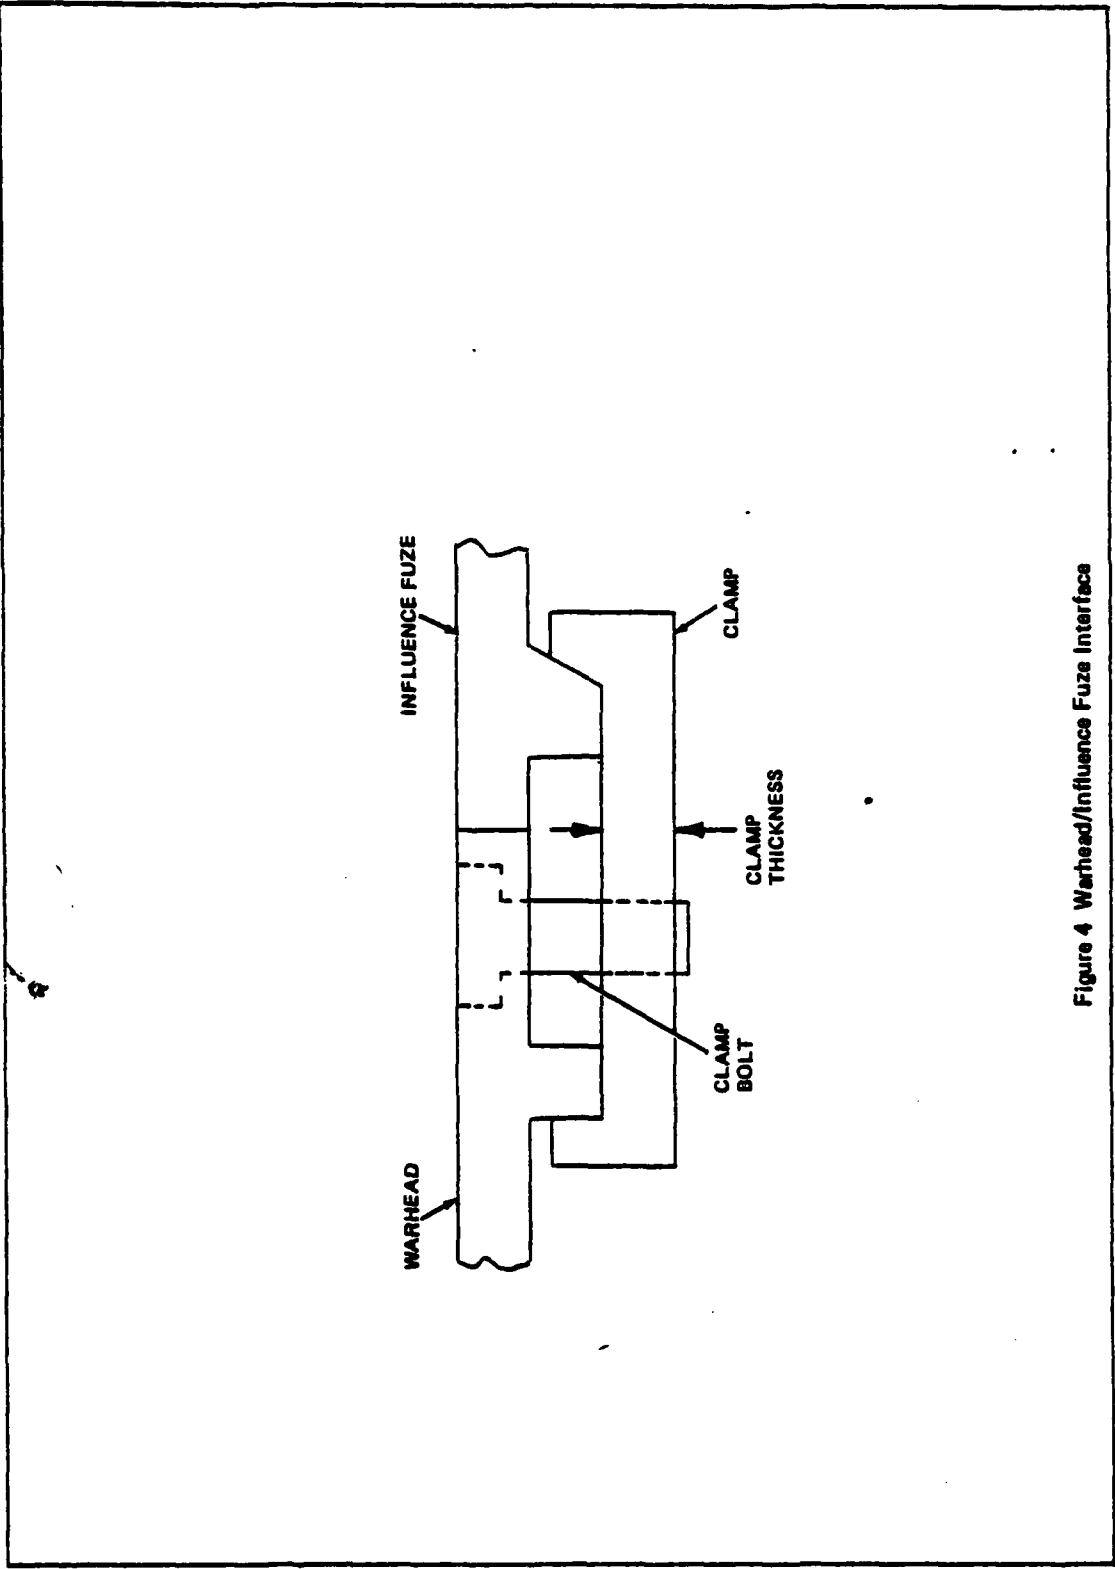 WARHEAD
INFLUENCE FUZE
CLAMP
BOLT
CLAMP
THICKNESS
CLAMP
Figure 4 Warhead/Influence Fuze Interface